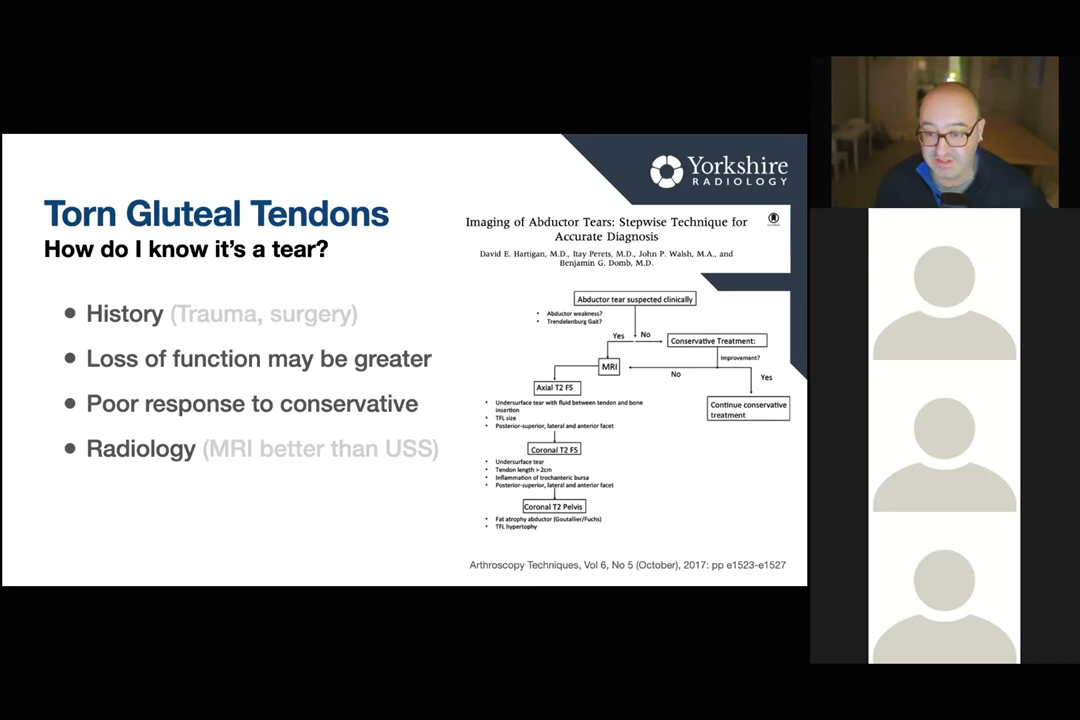 Yorkshire
RADIOLOGY
Torn Gluteal Tendons
How do I know it's a tear?
• History (Trauma, surgery)
• Loss of function may be greater
• Poor response to conservative
• Radiology (MRI better than USS)
Imaging of Abductor Tears: Stepwise Technique for
Accurate Diagnosis
David E. Hartigan, M.D., Itay Perets, M.D., John P. Walsh, M.A., and
Benjamin G. Domb, M.D.
Abductor tear suspected clinically
• Abductor weakness?
• Trendelenburg Gait?
Yes
No
Conservative Treatment:
Improvement?
MRI
No
Yes
Axial T2 FS
• Undersurface tear with fluid between tendon and bone
insertion
• TFL size
• Posterior-superior, lateral and anterior facet
Continue conservative
treatment
Coronal T2 FS
• Undersurface tear
• Tendon length > 2cm
• Inflammation of trochanteric bursa
• Posterior-superior, lateral and anterior facet
Coronal T2 Pelvis
• Fat atrophy abductor (Goutallier/Fuchs)
• TFL hypertophy
Arthroscopy Techniques, Vol 6, No 5 (October), 2017: pp e1523-e1527